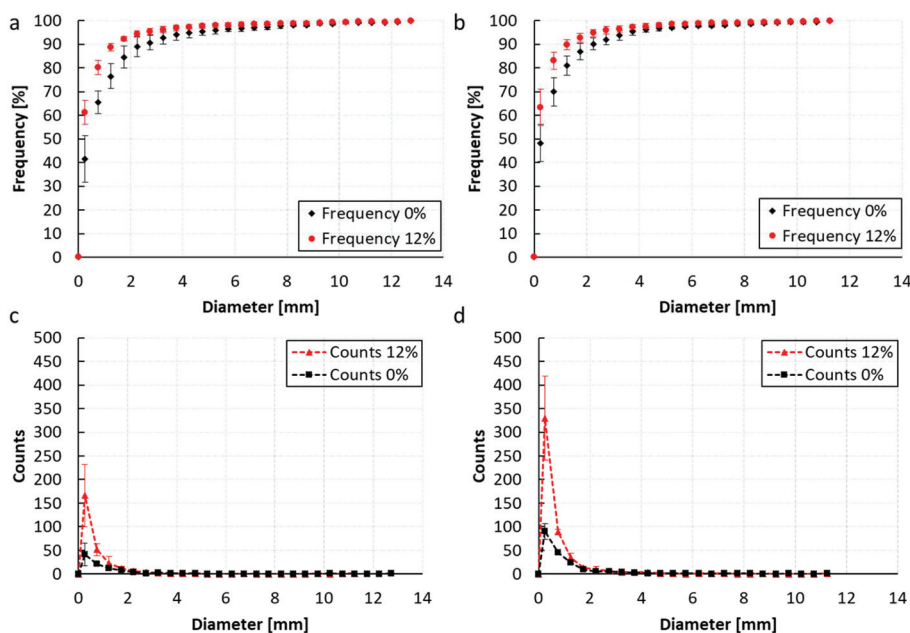 a
100
90
80
70
60
50
40
30
20
10
0
Frequency [%]
Frequency 0%
Frequency 12%
0 2 4 6 8 10 12 14
Diameter [mm]
b
100
90
80
70
60
50
40
30
20
10
0
Frequency [%]
Frequency 0%
Frequency 12%
0 2 4 6 8 10 12 14
Diameter [mm]
c
500
450
400
350
300
250
200
150
100
50
0
Counts
Counts 12%
Counts 0%
0 2 4 6 8 10 12 14
Diameter [mm]
d
500
450
400
350
300
250
200
150
100
50
0
Counts
Counts 12%
Counts 0%
0 2 4 6 8 10 12 14
Diameter [mm]